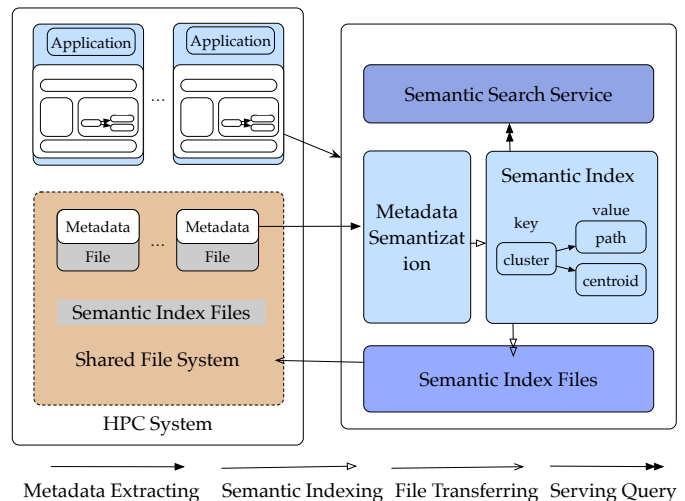 Application
Application
...
Metadata
File
...
Metadata
File
Semantic Index Files
Shared File System
HPC System
Semantic Search Service
Metadata
Semantizat
ion
Semantic Index
key
value
cluster
path
centroid
Semantic Index Files
Metadata Extracting
Semantic Indexing
File Transferring
Serving Query